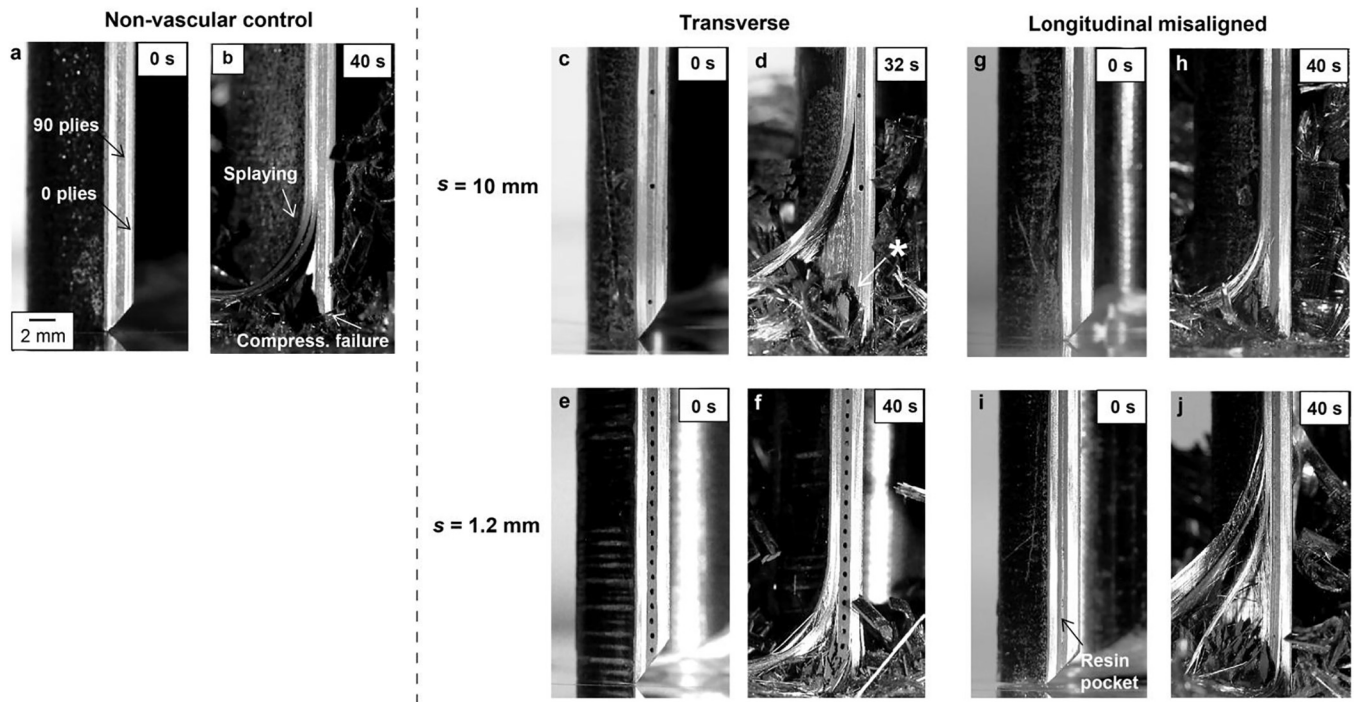 Non-vascular control
Transverse
Longitudinal misaligned
a
0 s
b
40 s
90 plies
0 plies
Splaying
2 mm
Compress. failure
s = 10 mm
c
0 s
d
32 s
*
g
0 s
h
40 s
s = 1.2 mm
e
0 s
f
40 s
i
0 s
Resin
pocket
j
40 s